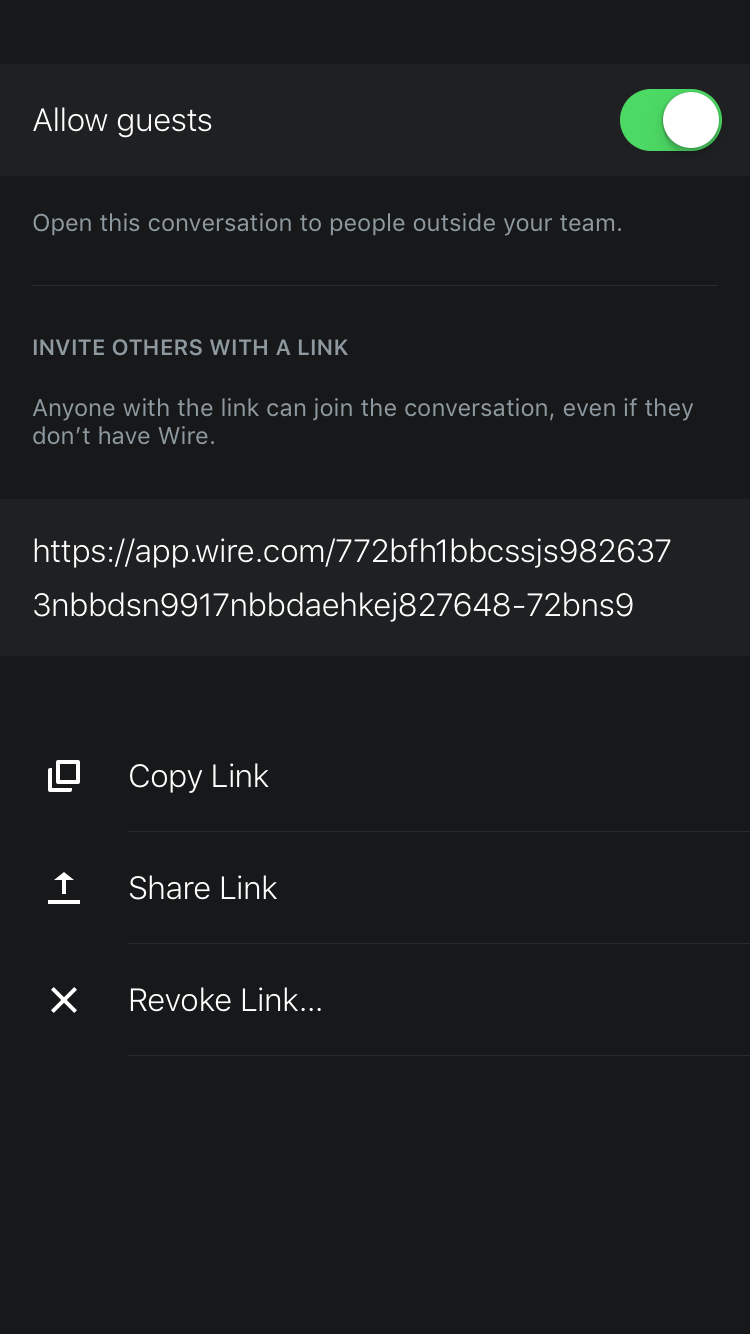 Allow guests
Open this conversation to people outside your team.
INVITE OTHERS WITH A LINK
Anyone with the link can join the conversation, even if they
don’t have Wire.
https://app.wire.com/772bfh1bbcssjs982637
3nbbdsn9917nbbdaehkej827648-72bns9
Copy Link
Share Link
Revoke Link...